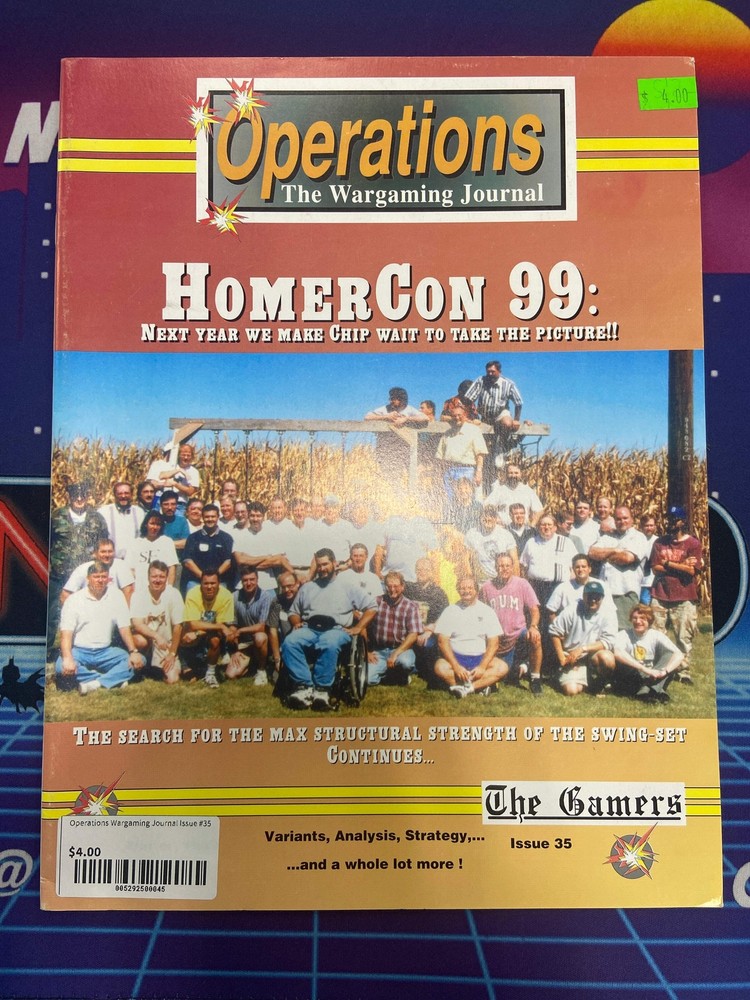 N
$ 4.00
Operations
The Wargaming Journal
HOMERCON 99:
NEXT YEAR WE MAKE CHIP WAIT TO TAKE THE PICTURE!!
SF
UM
THE SEARCH FOR THE MAX STRUCTURAL STRENGTH OF THE SWING-SET
CONTINUES...
The Gamers
Operations Wargaming Journal Issue #35
$4.00
005292500045
Variants, Analysis, Strategy,...
Issue 35
...and a whole lot more !
@